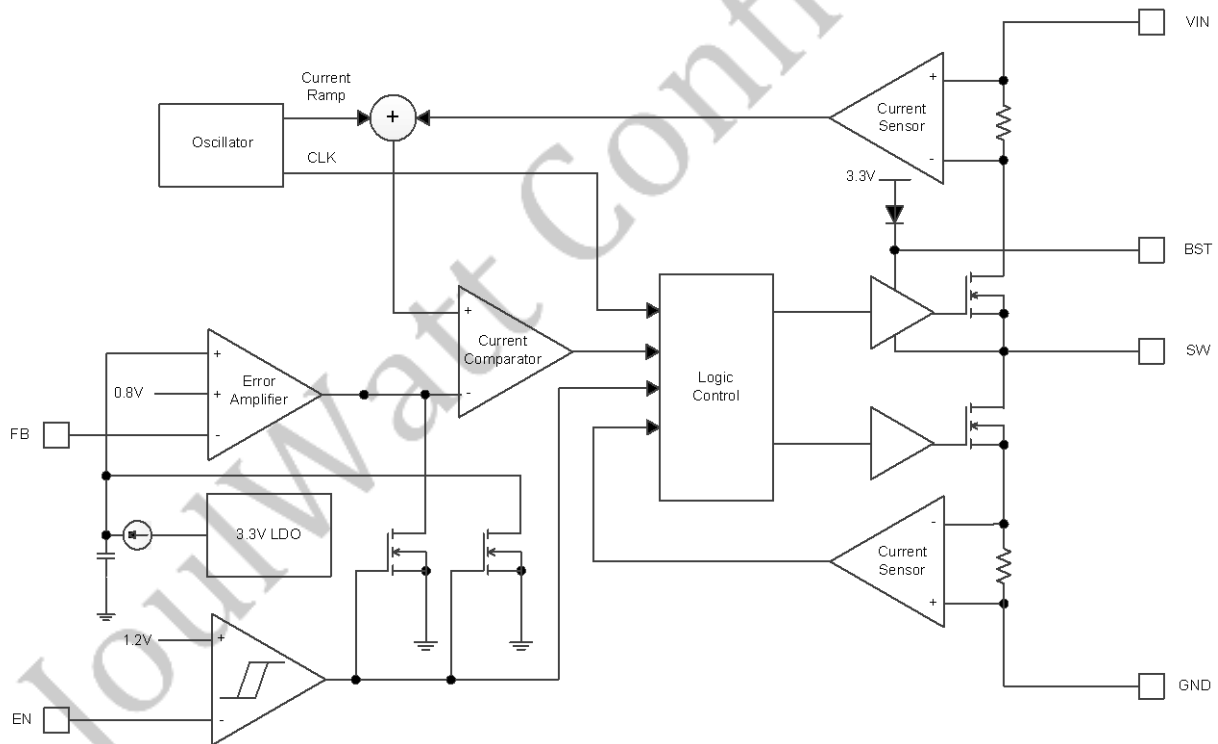 VIN
Current
Ramp
+
+
Current
Sensor
-
Oscillator
CLK
3.3V
BST
+
Current
Comparator
-
SW
+
Error
Amplifier
0.8V
+
-
FB
Logic
Control
3.3V LDO
-
Current
Sensor
+
1.2V
+
-
EN
GND
JoulWatt Confi